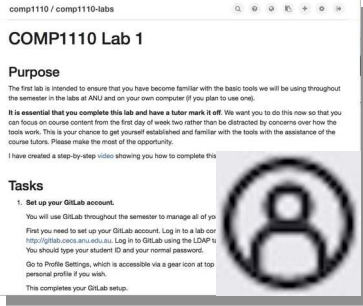 comp1110 / comp1110-labs
COMP1110 Lab 1
Purpose
The first lab is intended to ensure that you have become familiar with the basic tools we will be using throughout
the semester in the labs at ANU and on your own computer (if you plan to use one).
It is essential that you complete this lab and have a tutor mark it off. We want you to do this now so that you
can focus on course content from the first day of week two rather than be distracted by concerns over how the
tools work. This is your chance to get yourself established and familiar with the tools with the assistance of the
course tutors. Please make the most of the opportunity.
I have created a step-by-step video showing you how to complete this
Tasks
1. Set up your GitLab account.
You will use GitLab throughout the semester to manage all of yo
First you need to set up your GitLab account. Log in to a lab con
http://gitlab.cecs.anu.edu.au. Log in to GitLab using the LDAP ta
You should type your student ID and your normal password.
Go to Profile Settings, which is accessible via a gear icon at top
personal profile if you wish.
This completes your GitLab setup.